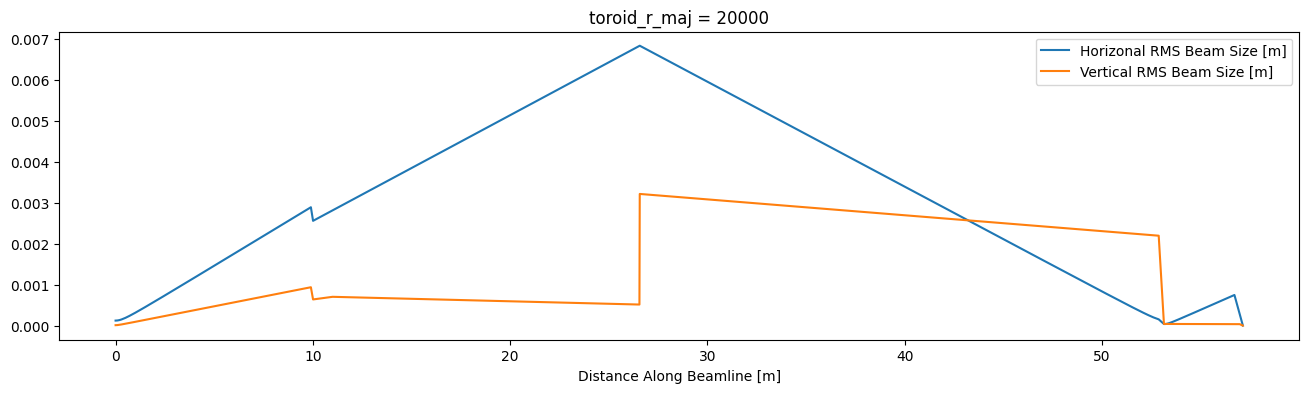 toroid_r_maj = 20000
Horizonal RMS Beam Size [m]
Vertical RMS Beam Size [m]
0.007
0.006
0.005
0.004
0.003
0.002
0.001
0.000
0 10 20 30 40 50
Distance Along Beamline [m]